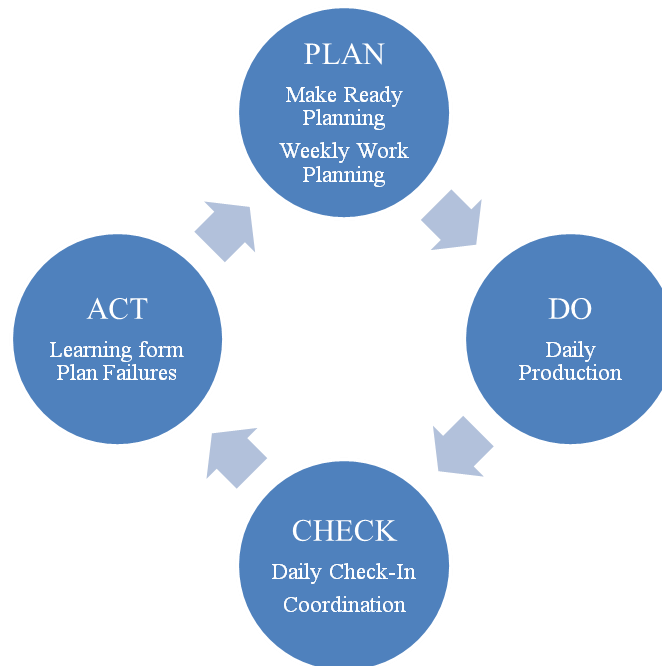 PLAN
Make Ready
Planning
Weekly Work
Planning
DO
Daily
Production
CHECK
Daily Check-In
Coordination
ACT
Learning form
Plan Failures